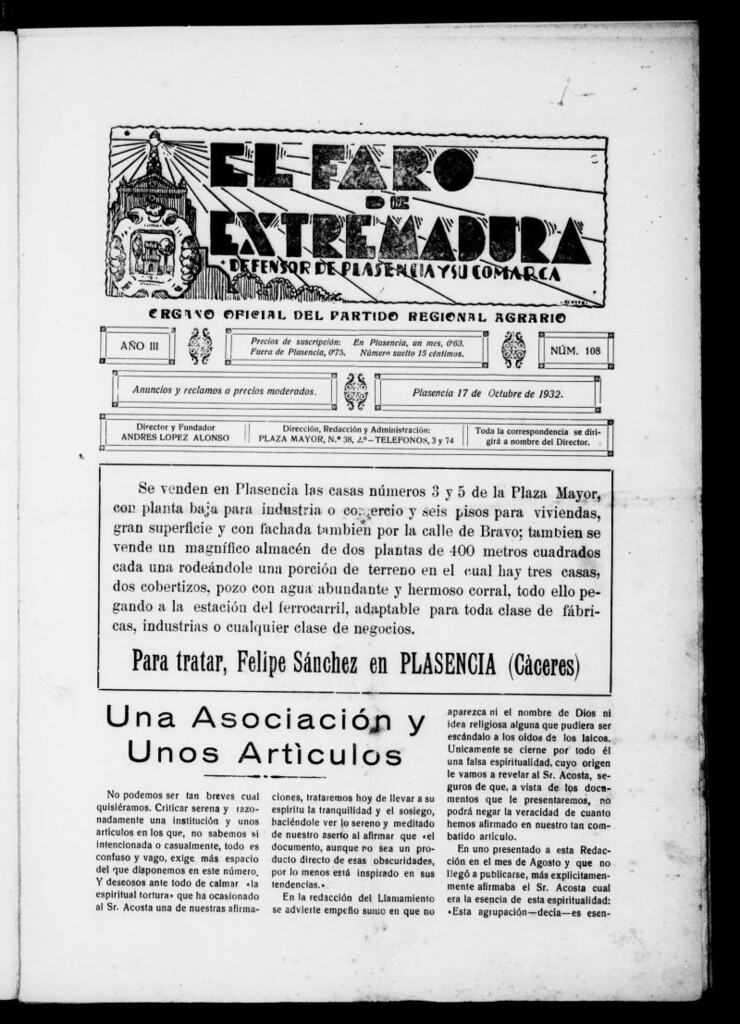 EL FARO
DE
EXTREMADURA
DEFENSOR DE PLASENCIA Y SU COMARCA
ORGANO OFICIAL DEL PARTIDO REGIONAL AGRARIO
AÑO III
Precios de suscripción: En Plasencia, un mes, 0'60.
Fuera de Plasencia, 0'75. Número suelto 15 céntimos.
NÚM. 108
Anuncios y reclamos a precios moderados.
Plasencia 17 de Octubre de 1932.
Director y Fundador
ANDRES LOPEZ ALONSO
Dirección, Redacción y Administración:
PLAZA MAYOR, N.º 38, 2.º—TELEFONOS, 3 y 74
Toda la correspondencia se diri-
girá a nombre del Director.
Se venden en Plasencia las casas números 3 y 5 de la Plaza Mayor,
con planta baja para industria o comercio y seis pisos para viviendas,
gran superficie y con fachada tambien por la calle de Bravo; tambien se
vende un magnífico almacén de dos plantas de 400 metros cuadrados
cada una rodeándole una porción de terreno en el cual hay tres casas,
dos cobertizos, pozo con agua abundante y hermoso corral, todo ello pe-
gando a la estación del ferrocarril, adaptable para toda clase de fábri-
cas, industrias o cualquier clase de negocios.
Para tratar, Felipe Sánchez en PLASENCIA (Càceres)
Una Asociación y
Unos Artìculos
No podemos ser tan breves cual
quisiéramos. Criticar serena y razo-
nadamente una institución y unos
articulos en los que, no sabemos si
intencionada o casualmente, todo es
confuso y vago, exige más espacio
del que disponemos en este número.
Y deseosos ante todo de calmar «la
espiritual tortura» que ha ocasionado
al Sr. Acosta una de nuestras afirma-
ciones, trataremos hoy de llevar a su
espiritu la tranquilidad y el sosiego,
haciéndole ver lo sereno y meditado
de nuestro aserto al afirmar que «el
documento, aunque no sea un pro-
ducto directo de esas obscuridades,
por lo menos está inspirado en sus
tendencias.»
En la redacción del Llamamiento
se advierte empeño sumo en que no
aparezca ni el nombre de Dios ni
idea religiosa alguna que pudiera ser
escándalo a los oidos de los laicos.
Unicamente se cierne por todo él
una falsa espiritualidad, cuyo origen
le vamos a revelar al Sr. Acosta, se-
guros de que, a vista de los docu-
mentos que le presentaremos, no
podrá negar la veracidad de cuanto
hemos afirmado en nuestro tan com-
batido artículo.
En uno presentado a esta Redac-
ción en el mes de Agosto y que no
llegó a publicarse, más explicitamen-
mente afirmaba el Sr. Acosta cual
era la esencia de esta espiritualidad:
«Esta agrupación—decía—es esen-